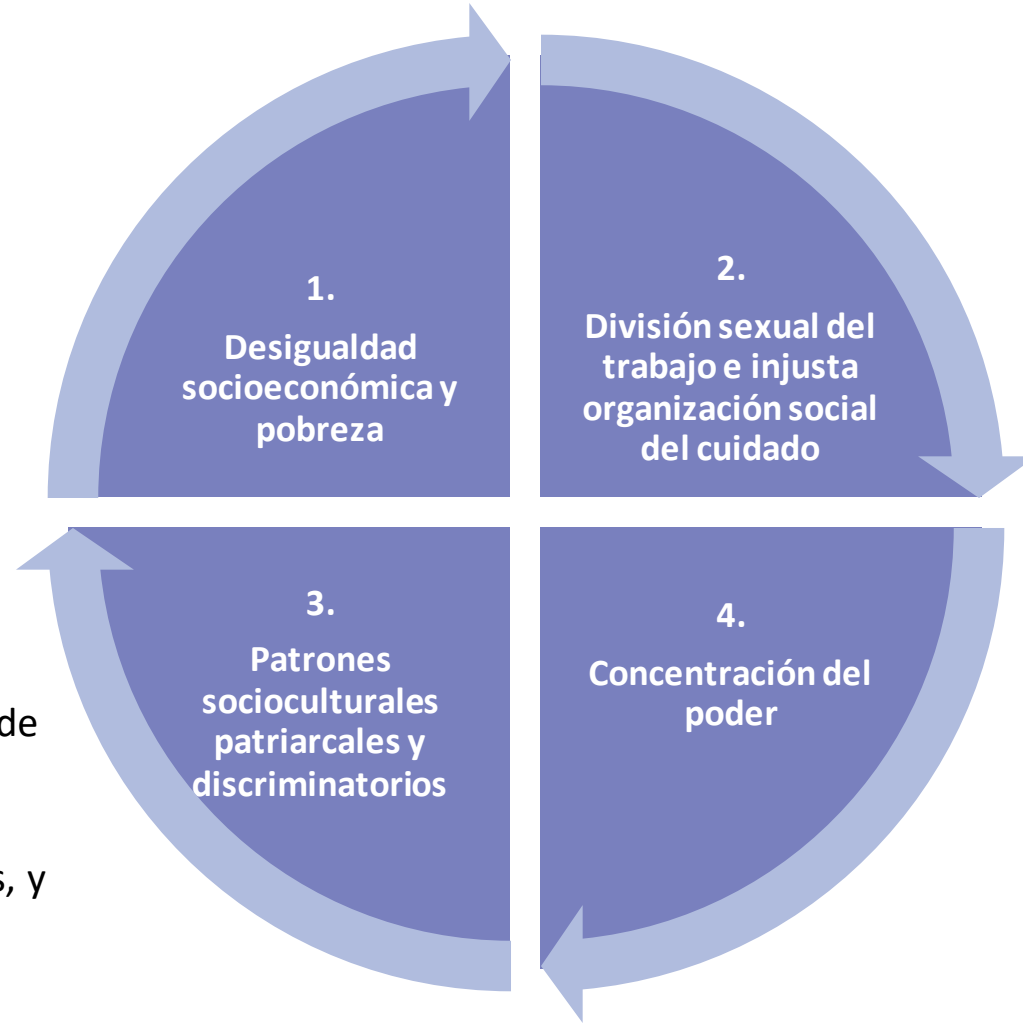 1.
Desigualdad
socioeconómica y
pobreza
2.
División sexual del
trabajo e injusta
organización social
del cuidado
3.
Patrones
socioculturales
patriarcales y
discriminatorios
4.
Concentración del
poder
de
s, y